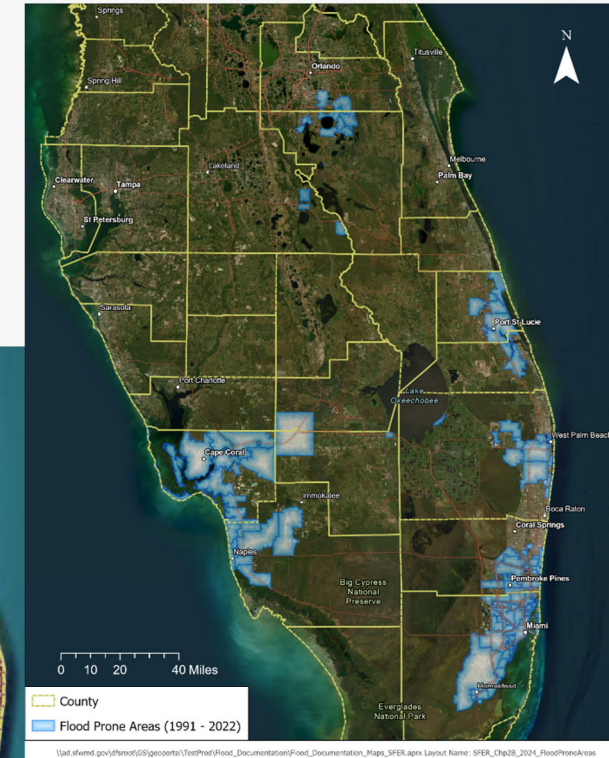 Springs
Titusville
N
Orlando
Spring Hill
Lakeland
Melbourne
Clearwater
Tampa
Palm Bay
St Petersburg
Sarasota
Port St Lucie
Port Charlotte
Lake
Okeechobee
West Palm Beach
Cape Coral
Immokalee
Boca Raton
Coral Springs
Naples
Big Cypress
National
Preserve
Pembroke Pines
Miami
0 10 20 40 Miles
Homestead
County
Everglades
National Park
Flood Prone Areas (1991 - 2022)
\\ad.sfwmd.gov\dfsroot\GS\geoportal\TestProd\Flood_Documentation\Flood_Documentation_Maps_SFER.aprx Layout Name: SFER_Chp2B_2024_FloodProneAreas